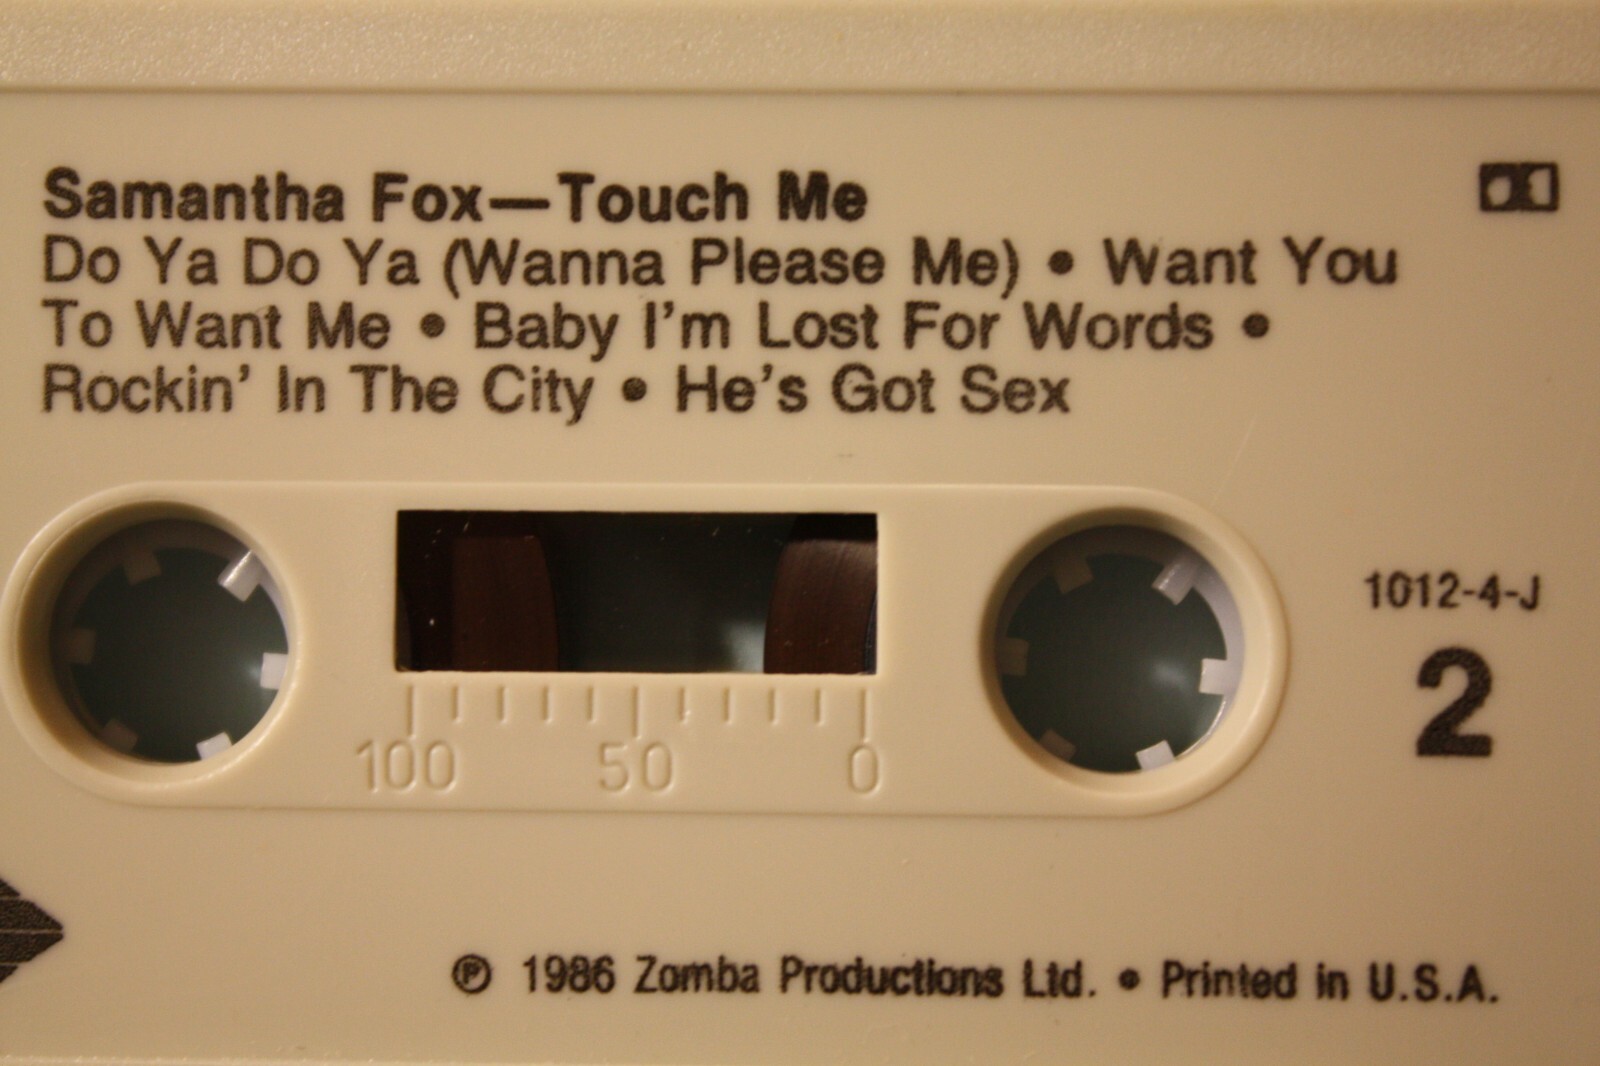 Samantha Fox—Touch Me
Do Ya Do Ya (Wanna Please Me) • Want You
To Want Me • Baby I'm Lost For Words •
Rockin' In The City • He's Got Sex
1012-4-J
2
100 50 0
℗ 1986 Zomba Productions Ltd. • Printed in U.S.A.